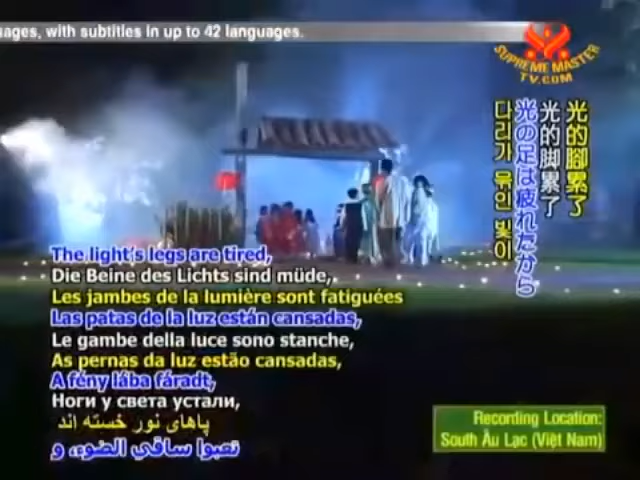 uages, with subtitles in up to 42 languages.
SUPREME MASTER
TV.COM
光的腳累了
光的脚累了
光の足は疲れたから
다리가 묶인 빛이
The light's legs are tired,
Die Beine des Lichts sind müde,
Les jambes de la lumière sont fatiguées
Las patas de la luz están cansadas,
Le gambe della luce sono stanche,
As pernas da luz estão cansadas,
A fény lába fáradt,
Ноги у света устали,
پاهای نور خسته اند
تعبوا ساقي الضوء، و
Recording Location:
South Âu Lạc (Việt Nam)